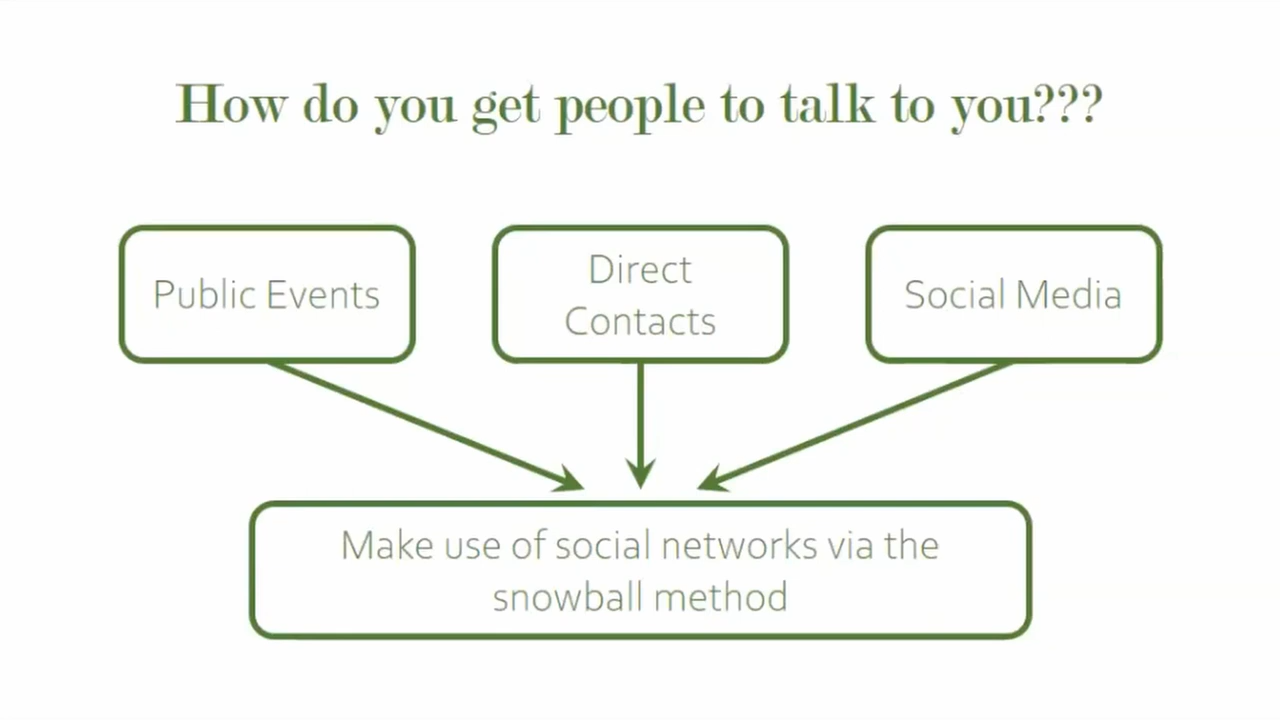 How do you get people to talk to you???
Public Events
Direct
Contacts
Social Media
Make use of social networks via the
snowball method